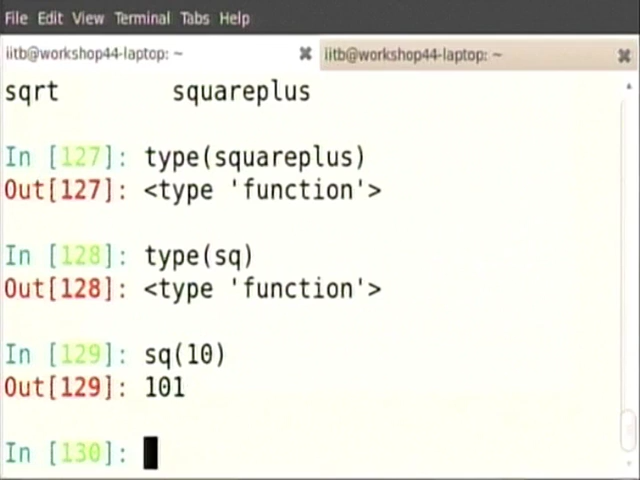 File Edit View Terminal Tabs Help
iitb@workshop44-laptop: ~ iitb@workshop44-laptop: ~
sqrt squareplus
In [127]: type(squareplus)
Out[127]: <type 'function'>
In [128]: type(sq)
Out[128]: <type 'function'>
In [129]: sq(10)
Out[129]: 101
In [130]: